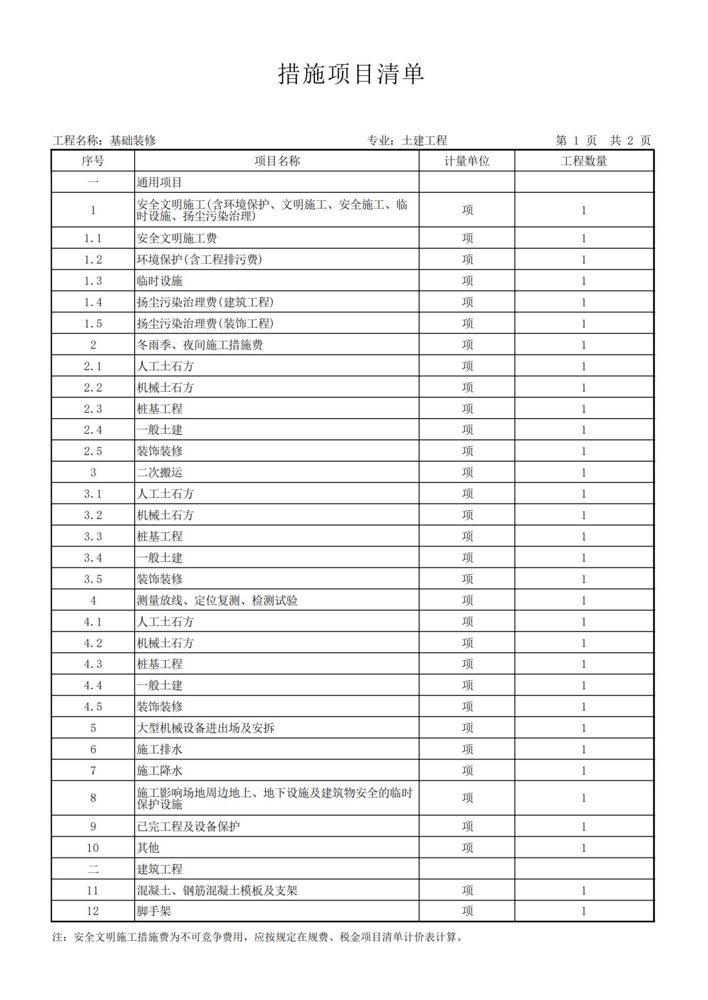 措施项目清单
工程名称：基础装修 专业：土建工程 第 1 页 共 2 页
序号 项目名称 计量单位 工程数量
一 通用项目
1 安全文明施工(含环境保护、文明施工、安全施工、临
时设施、扬尘污染治理) 项 1
1.1 安全文明施工费 项 1
1.2 环境保护(含工程排污费) 项 1
1.3 临时设施 项 1
1.4 扬尘污染治理费(建筑工程) 项 1
1.5 扬尘污染治理费(装饰工程) 项 1
2 冬雨季、夜间施工措施费 项 1
2.1 人工土石方 项 1
2.2 机械土石方 项 1
2.3 桩基工程 项 1
2.4 一般土建 项 1
2.5 装饰装修 项 1
3 二次搬运 项 1
3.1 人工土石方 项 1
3.2 机械土石方 项 1
3.3 桩基工程 项 1
3.4 一般土建 项 1
3.5 装饰装修 项 1
4 测量放线、定位复测、检测试验 项 1
4.1 人工土石方 项 1
4.2 机械土石方 项 1
4.3 桩基工程 项 1
4.4 一般土建 项 1
4.5 装饰装修 项 1
5 大型机械设备进出场及安拆 项 1
6 施工排水 项 1
7 施工降水 项 1
8 施工影响场地周边地上、地下设施及建筑物安全的临时
保护设施 项 1
9 已完工程及设备保护 项 1
10 其他 项 1
二 建筑工程
11 混凝土、钢筋混凝土模板及支架 项 1
12 脚手架 项 1
注：安全文明施工措施费为不可竞争费用，应按规定在规费、税金项目清单计价表计算。